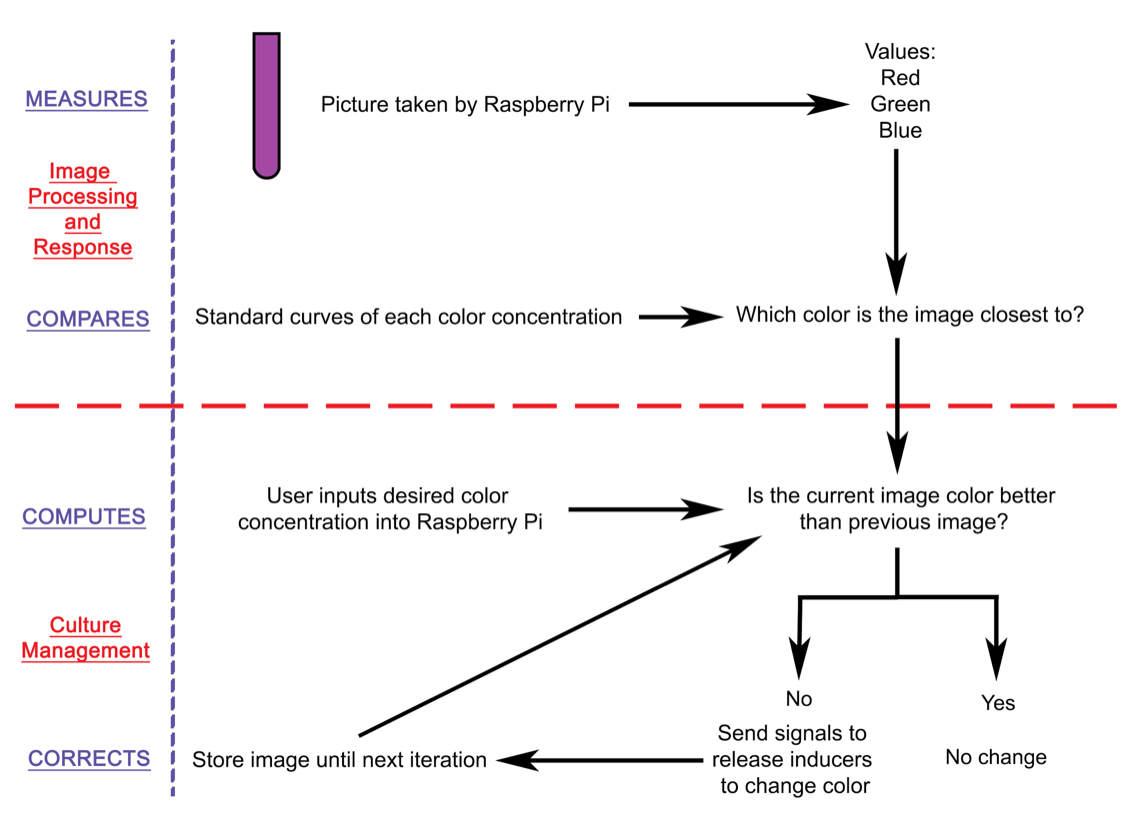 MEASURES
Picture taken by Raspberry Pi
Values:
Red
Green
Blue
Image
Processing
and
Response
COMPARES
Standard curves of each color concentration
Which color is the image closest to?
COMPUTES
User inputs desired color
concentration into Raspberry Pi
Is the current image color better
than previous image?
Culture
Management
No
Yes
CORRECTS
Store image until next iteration
Send signals to
release inducers
to change color
No change